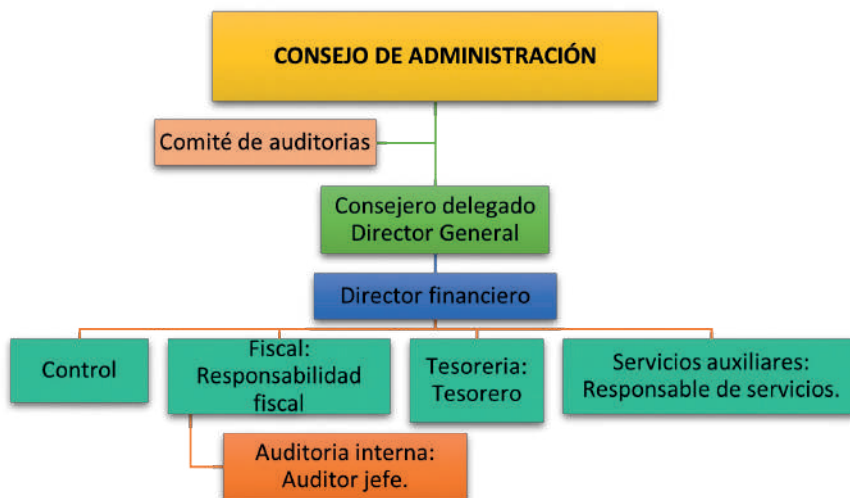 CONSEJO DE ADMINISTRACIÓN
Comité de auditorias
Consejero delegado
Director General
Director financiero
Control
Fiscal:
Responsabilidad
fiscal
Tesoreria:
Tesorero
Servicios auxiliares:
Responsable de servicios.
Auditoria interna:
Auditor jefe.